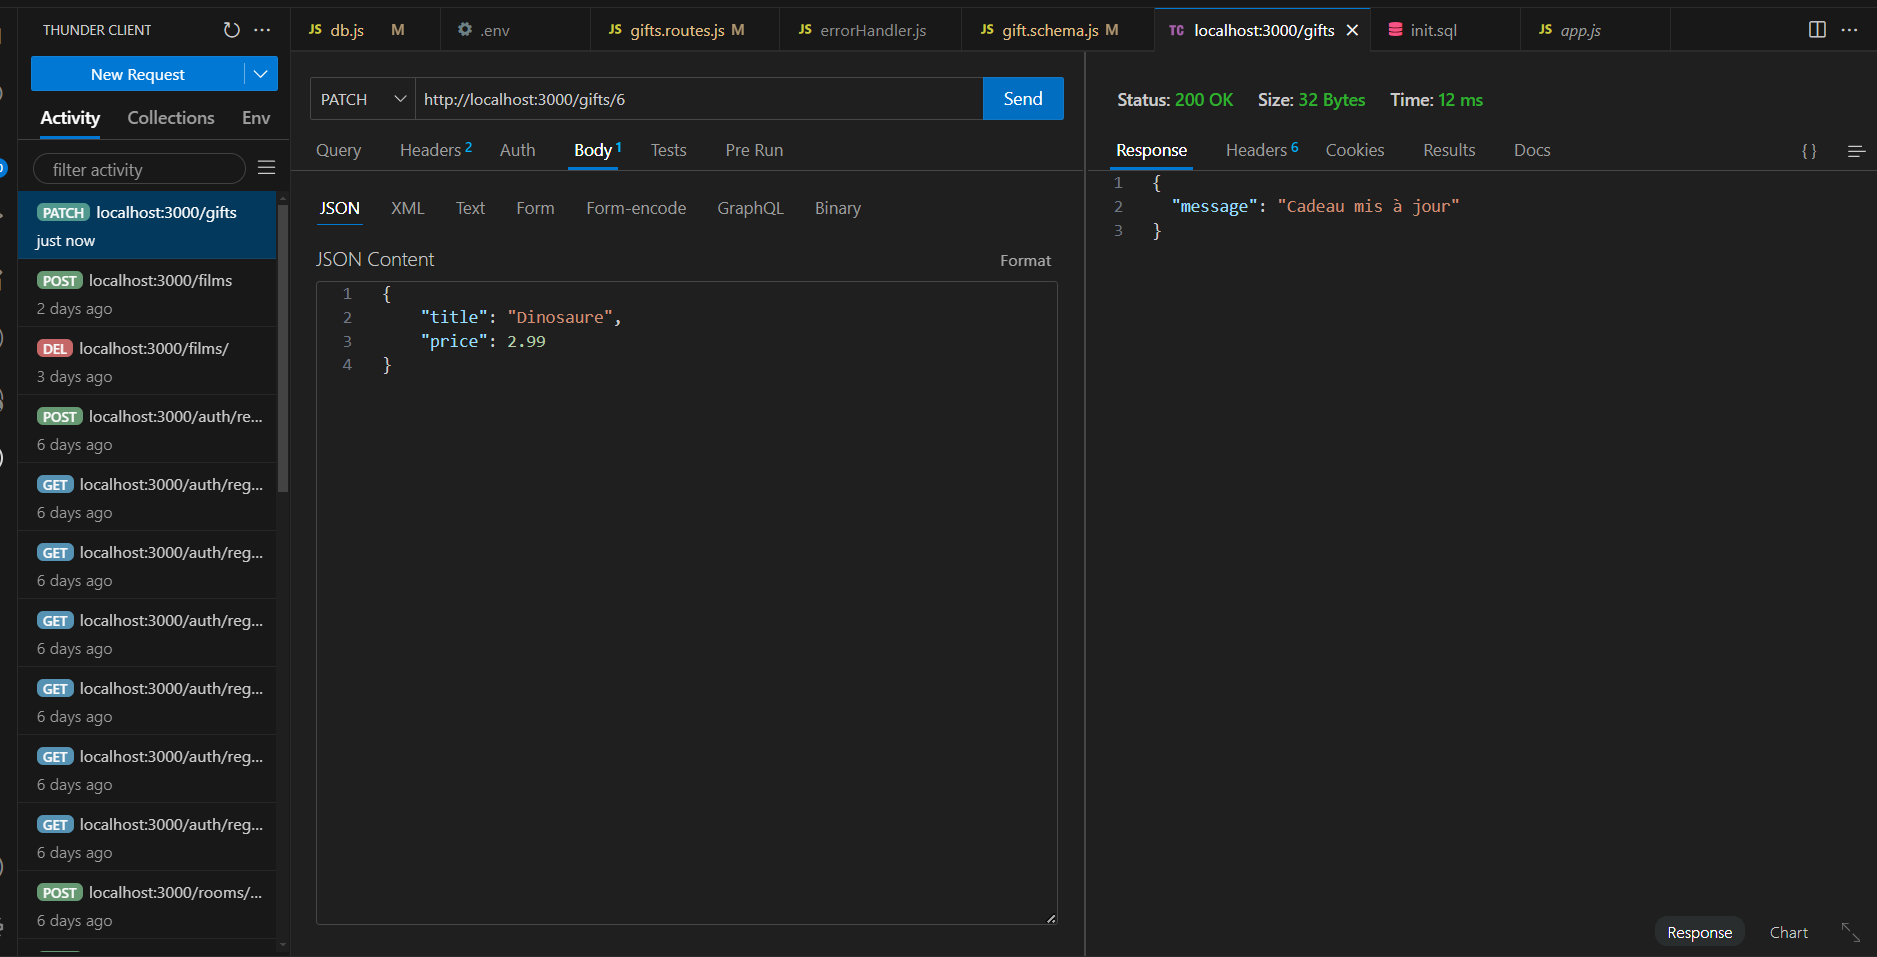 THUNDER CLIENT
New Request
Activity Collections Env
filter activity
PATCH localhost:3000/gifts
just now
POST localhost:3000/films
2 days ago
DEL localhost:3000/films/
3 days ago
POST localhost:3000/auth/re...
6 days ago
GET localhost:3000/auth/reg...
6 days ago
GET localhost:3000/auth/reg...
6 days ago
GET localhost:3000/auth/reg...
6 days ago
GET localhost:3000/auth/reg...
6 days ago
GET localhost:3000/auth/reg...
6 days ago
GET localhost:3000/auth/reg...
6 days ago
POST localhost:3000/rooms/...
6 days ago
JS db.js M .env JS gifts.routes.js M JS errorHandler.js JS gift.schema.js M TC localhost:3000/gifts init.sql JS app.js
PATCH http://localhost:3000/gifts/6 Send
Query Headers 2 Auth Body 1 Tests Pre Run
JSON XML Text Form Form-encode GraphQL Binary
JSON Content Format
1 {
2 "title": "Dinosaure",
3 "price": 2.99
4 }
Status: 200 OK Size: 32 Bytes Time: 12 ms
Response Headers 6 Cookies Results Docs { }
1 {
2 "message": "Cadeau mis à jour"
3 }
Response Chart